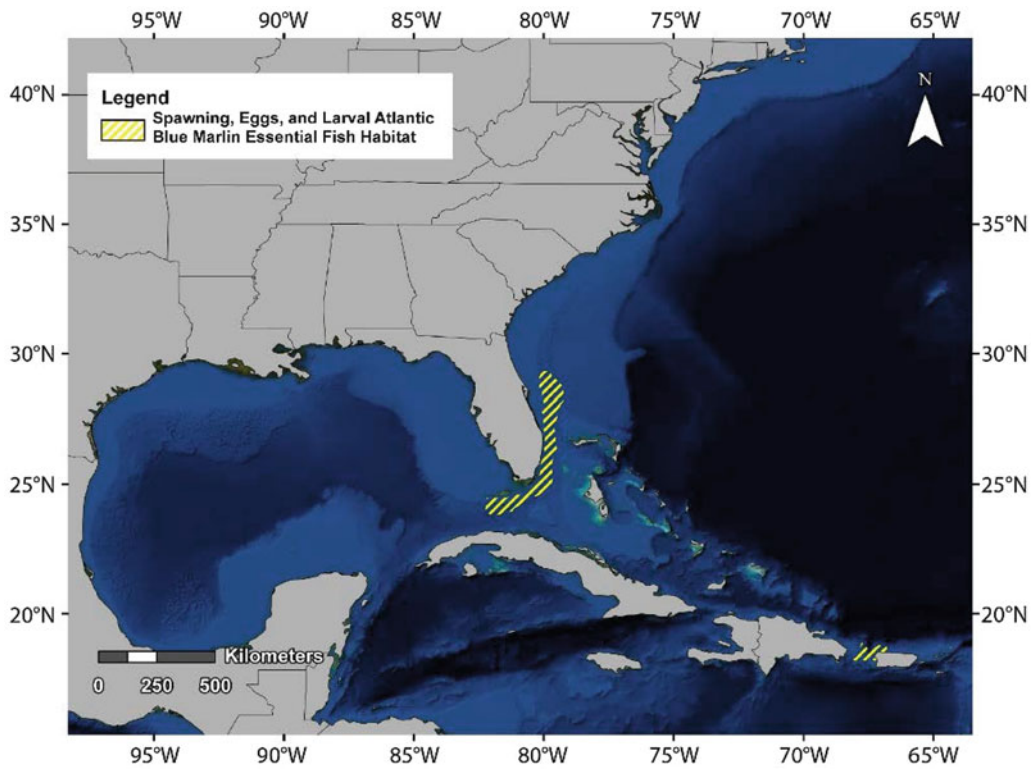 95°W 90°W 85°W 80°W 75°W 70°W 65°W
Legend
Spawning, Eggs, and Larval Atlantic
Blue Marlin Essential Fish Habitat
N
40°N 40°N
35°N 35°N
30°N 30°N
25°N 25°N
20°N 20°N
Kilometers
0 250 500
95°W 90°W 85°W 80°W 75°W 70°W 65°W